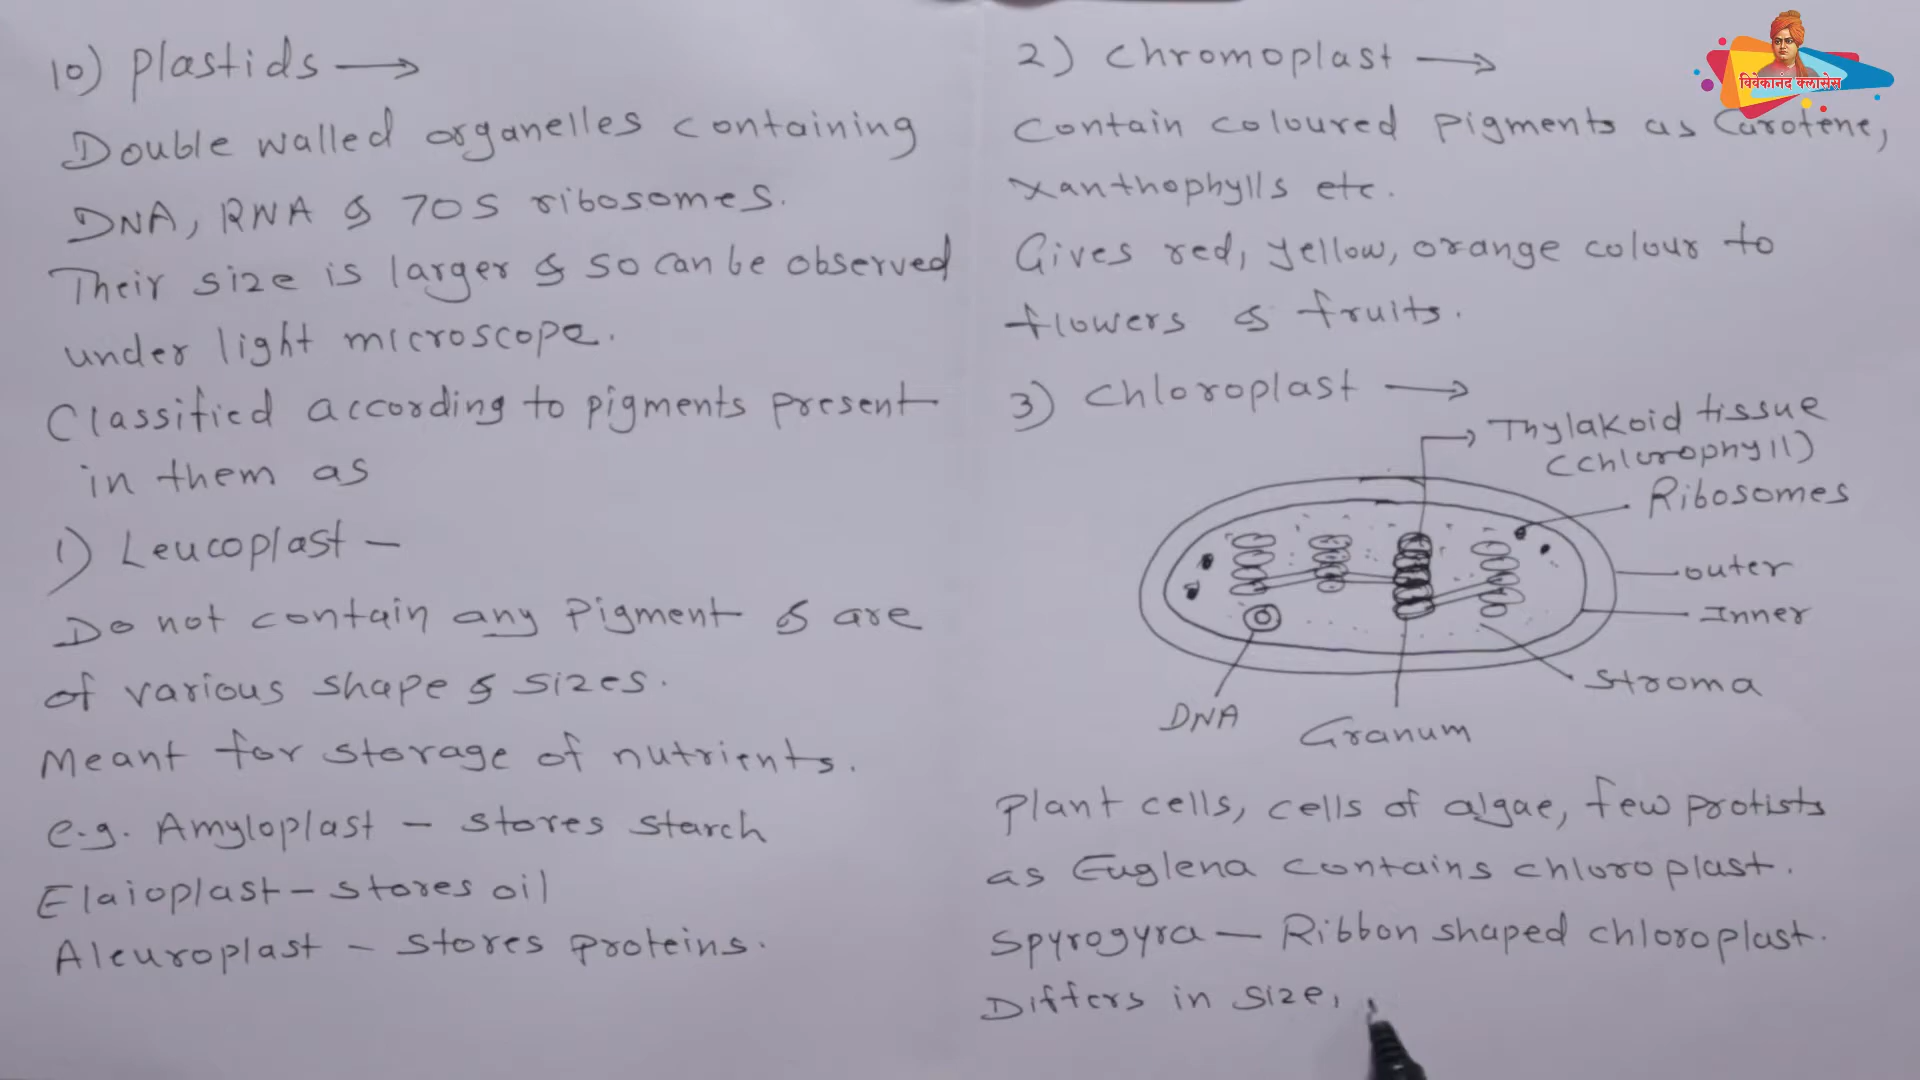 10) Plastids →
Double walled organelles containing
DNA, RNA & 70S ribosomes.
Their size is larger & so can be observed
under light microscope.
Classified according to pigments present
in them as
1) Leucoplast –
Do not contain any Pigment & are
of various shape & sizes.
Meant for storage of nutrients.
e.g. Amyloplast – stores starch
Elaioplast – stores oil
Aleuroplast – stores proteins.
2) Chromoplast →
Contain coloured pigments as Carotene,
Xanthophylls etc.
Gives red, yellow, orange colour to
flowers & fruits.
3) Chloroplast →
Thylakoid tissue
(chlorophyll)
Ribosomes
outer
Inner
Stroma
DNA
Granum
Plant cells, cells of algae, few protists
as Euglena contains chloroplast.
Spyrogyra – Ribbon shaped chloroplast.
Differs in size,
विवेकानंद क्लासेस